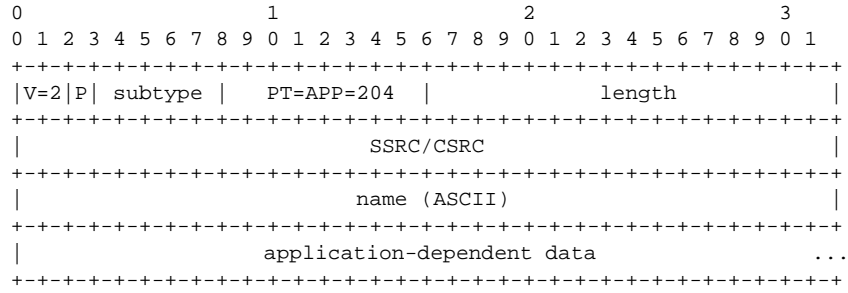 0                   1                   2                   3
0 1 2 3 4 5 6 7 8 9 0 1 2 3 4 5 6 7 8 9 0 1 2 3 4 5 6 7 8 9 0 1
+-+-+-+-+-+-+-+-+-+-+-+-+-+-+-+-+-+-+-+-+-+-+-+-+-+-+-+-+-+-+-+-+
|V=2|P| subtype |   PT=APP=204  |             length            |
+-+-+-+-+-+-+-+-+-+-+-+-+-+-+-+-+-+-+-+-+-+-+-+-+-+-+-+-+-+-+-+-+
|                           SSRC/CSRC                           |
+-+-+-+-+-+-+-+-+-+-+-+-+-+-+-+-+-+-+-+-+-+-+-+-+-+-+-+-+-+-+-+-+
|                          name (ASCII)                         |
+-+-+-+-+-+-+-+-+-+-+-+-+-+-+-+-+-+-+-+-+-+-+-+-+-+-+-+-+-+-+-+-+
|                   application-dependent data                 ...
+-+-+-+-+-+-+-+-+-+-+-+-+-+-+-+-+-+-+-+-+-+-+-+-+-+-+-+-+-+-+-+-+